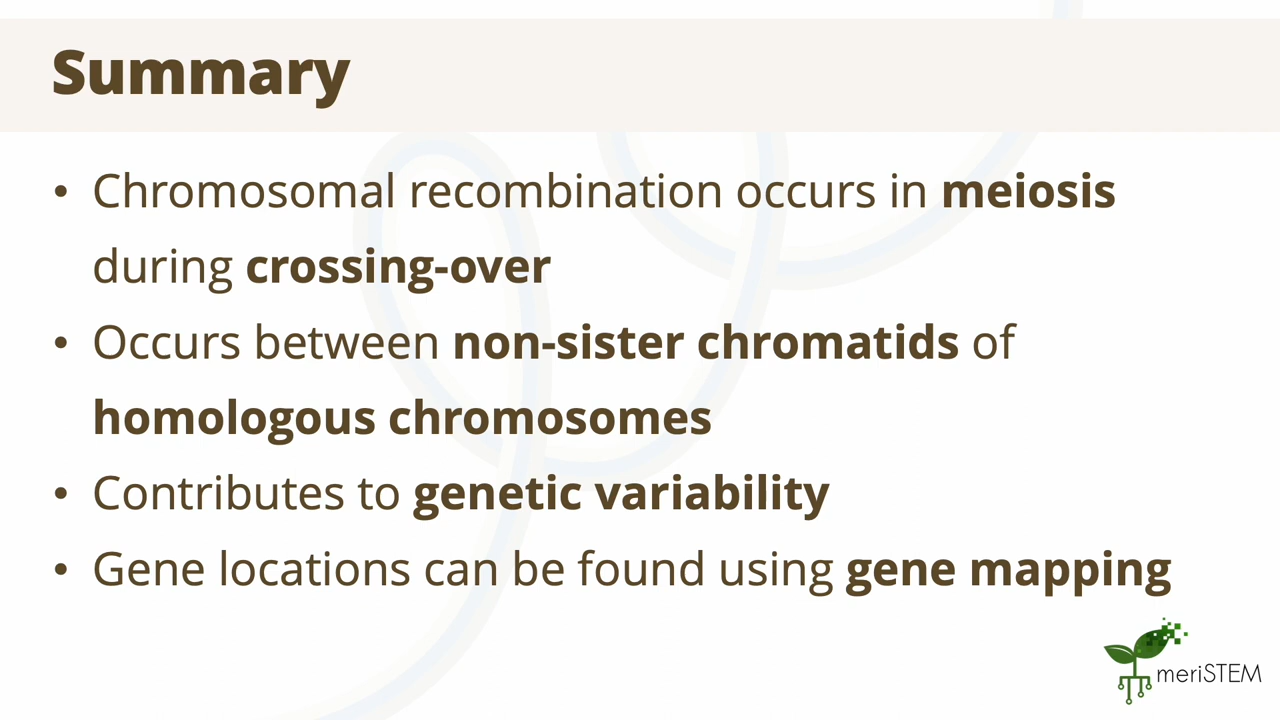 Summary
• Chromosomal recombination occurs in meiosis
during crossing-over
• Occurs between non-sister chromatids of
homologous chromosomes
• Contributes to genetic variability
• Gene locations can be found using gene mapping
meriSTEM